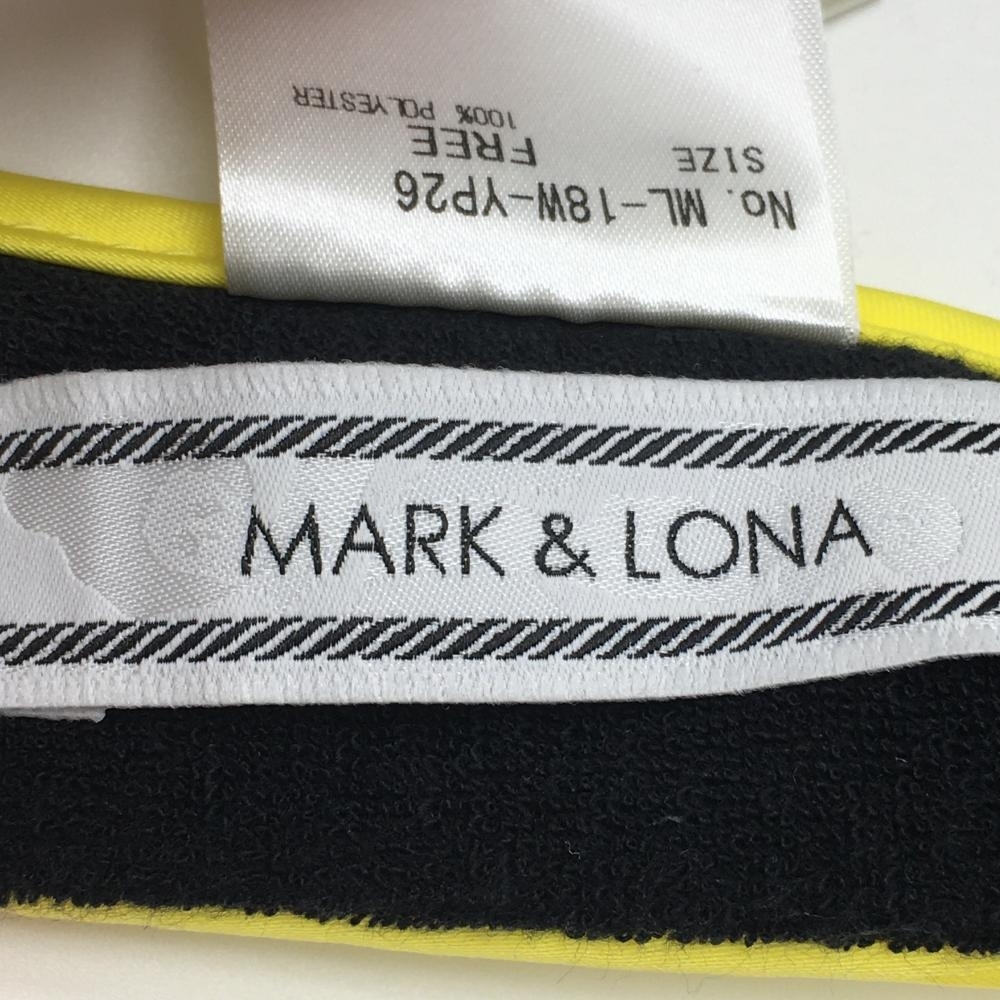 No. ML-18W-YP26
SIZE
FREE
100% POLYESTER
MARK & LONA